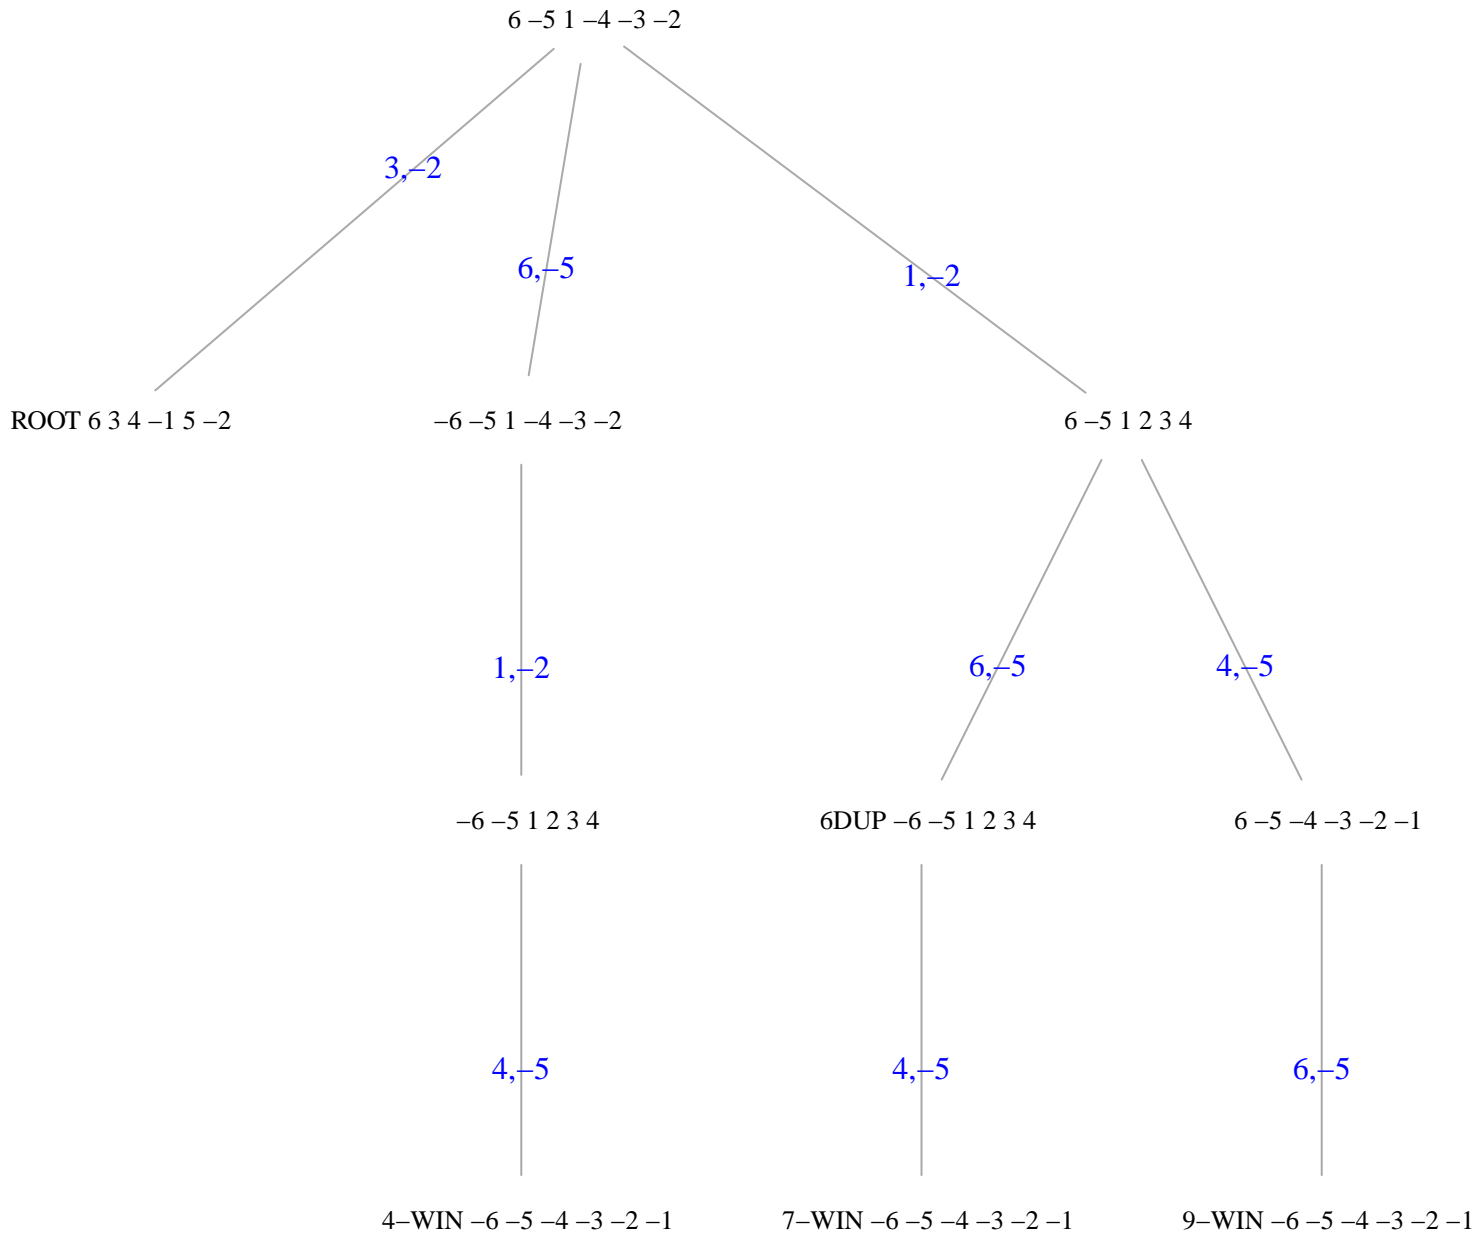 6 –5 1 –4 –3 –2
3,–2
6,–5
1,–2
ROOT 6 3 4 –1 5 –2
–6 –5 1 –4 –3 –2
6 –5 1 2 3 4
1,–2
6,–5
4,–5
–6 –5 1 2 3 4
6DUP –6 –5 1 2 3 4
6 –5 –4 –3 –2 –1
4,–5
4,–5
6,–5
4–WIN –6 –5 –4 –3 –2 –1
7–WIN –6 –5 –4 –3 –2 –1
9–WIN –6 –5 –4 –3 –2 –1